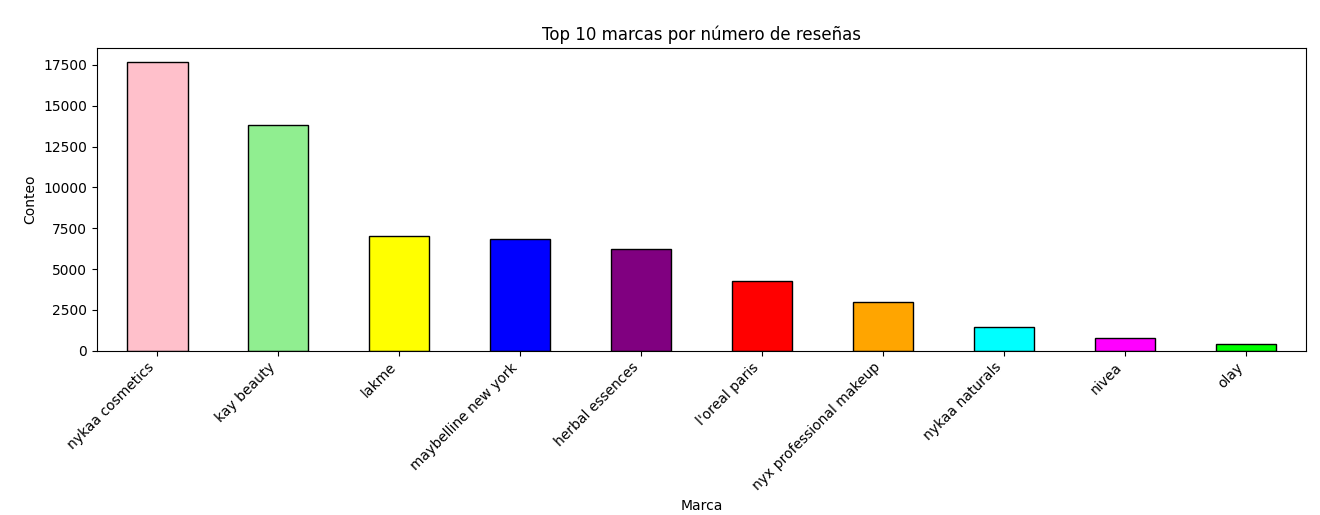 Top 10 marcas por número de reseñas
Conteo
17500
15000
12500
10000
7500
5000
2500
0
nykaa cosmetics
kay beauty
lakme
maybelline new york
herbal essences
l'oreal paris
nyx professional makeup
nykaa naturals
nivea
olay
Marca